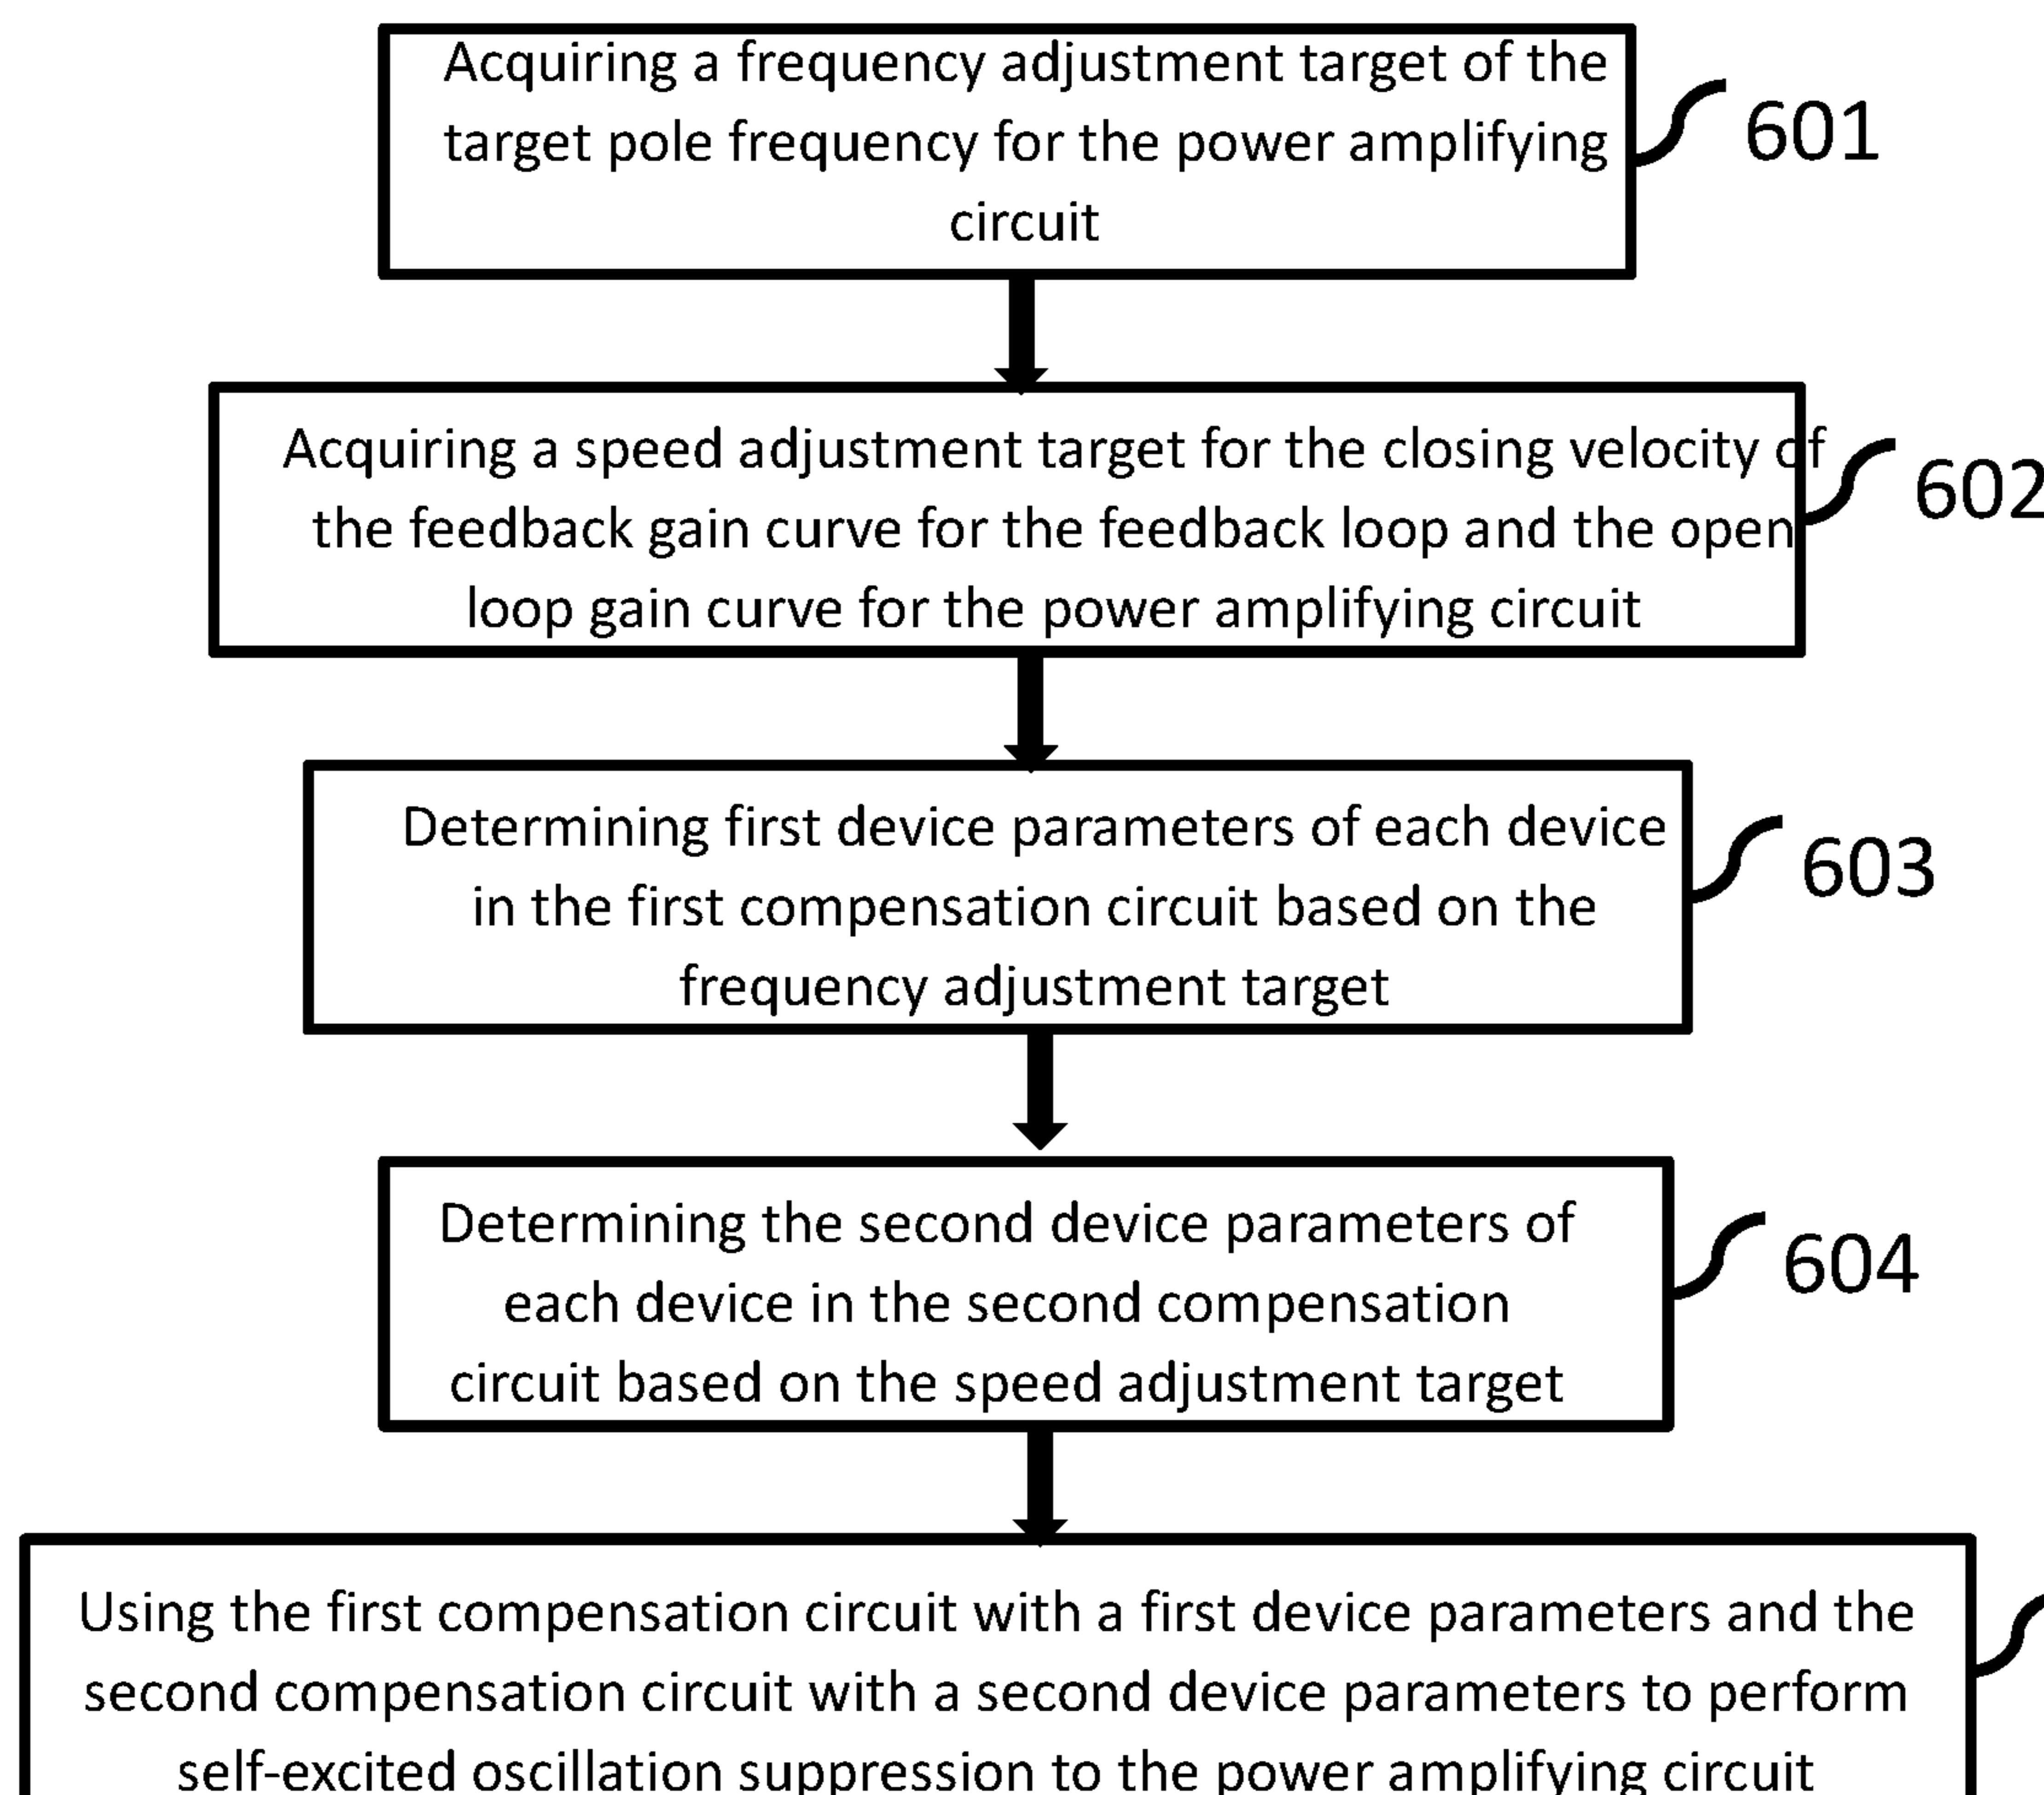 Acquiring a frequency adjustment target of the
target pole frequency for the power amplifying
circuit
601
Acquiring a speed adjustment target for the closing velocity of
the feedback gain curve for the feedback loop and the open
loop gain curve for the power amplifying circuit
602
Determining first device parameters of each device
in the first compensation circuit based on the
frequency adjustment target
603
Determining the second device parameters of
each device in the second compensation
circuit based on the speed adjustment target
604
Using the first compensation circuit with a first device parameters and the
second compensation circuit with a second device parameters to perform
self-excited oscillation suppression to the power amplifying circuit